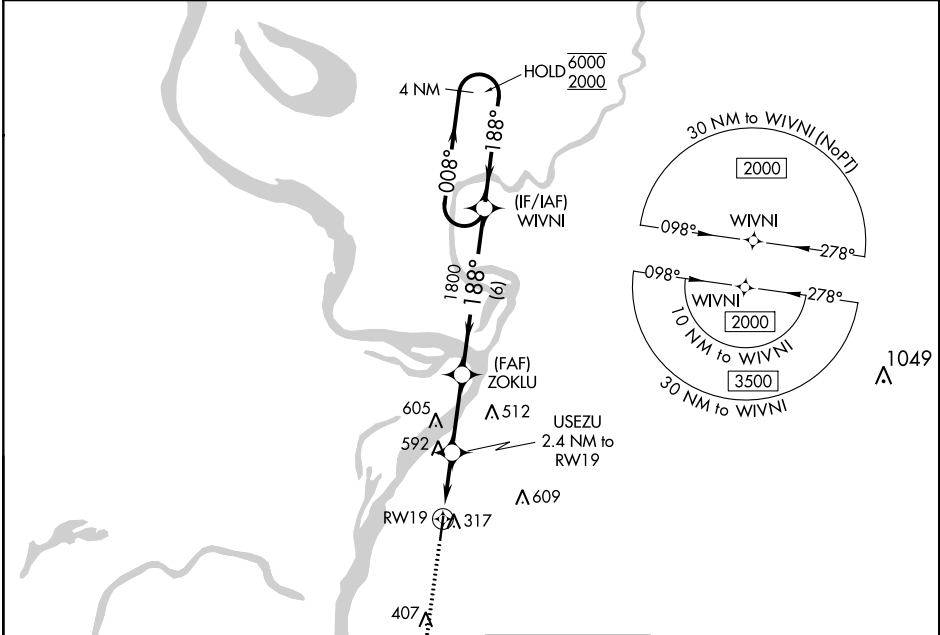 HOLD 6000
2000
4 NM
188°
008°
(IF/IAF)
WIVNI
1800
188°
(6)
(FAF)
ZOKLU
605
512
592
USEZU
2.4 NM to
RW19
609
RW19
317
407
30 NM to WIVNI (NoPT)
2000
WIVNI
098°
278°
098°
278°
WIVNI
2000
10 NM to WIVNI
3500
30 NM to WIVNI
1049